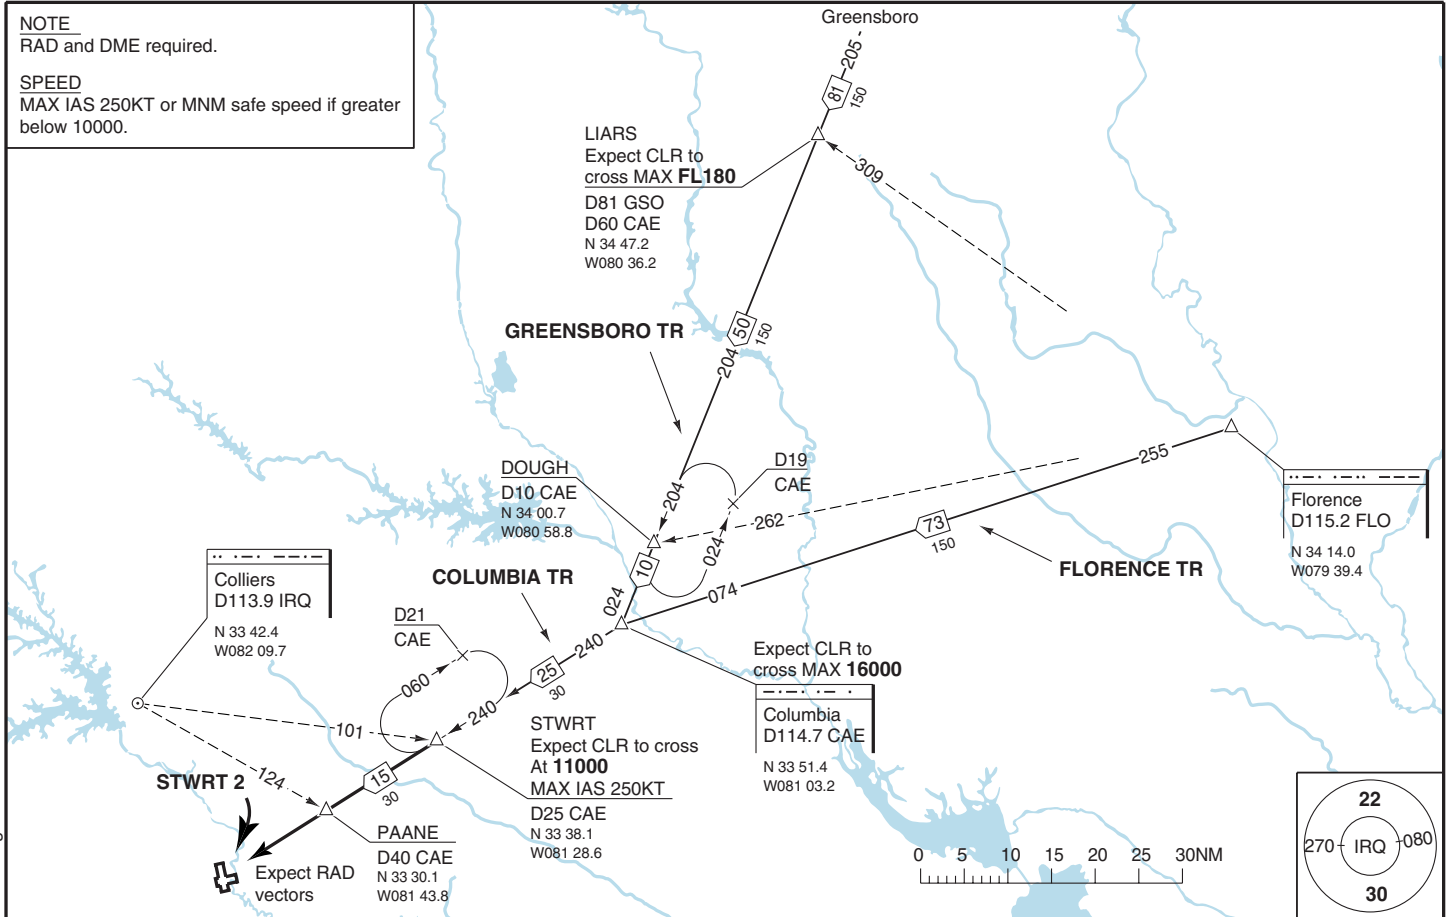 NOTE
RAD and DME required.
SPEED
MAX IAS 250KT or MNM safe speed if greater
below 10000.
Greensboro
205
81
150
LIARS
Expect CLR to
cross MAX FL180
D81 GSO
D60 CAE
N 34 47.2
W080 36.2
309
GREENSBORO TR
50
150
204
204
DOUGH
D10 CAE
N 34 00.7
W080 58.8
D19
CAE
262
024
10
024
255
73
150
074
FLORENCE TR
Florence
D115.2 FLO
N 34 14.0
W079 39.4
COLUMBIA TR
Colliers
D113.9 IRQ
N 33 42.4
W082 09.7
D21
CAE
060
240
25
30
240
Expect CLR to
cross MAX 16000
Columbia
D114.7 CAE
N 33 51.4
W081 03.2
STWRT
Expect CLR to cross
At 11000
MAX IAS 250KT
D25 CAE
N 33 38.1
W081 28.6
101
124
15
30
STWRT 2
PAANE
D40 CAE
N 33 30.1
W081 43.8
Expect RAD
vectors
0 5 10 15 20 25 30NM
22
270 IRQ 080
30